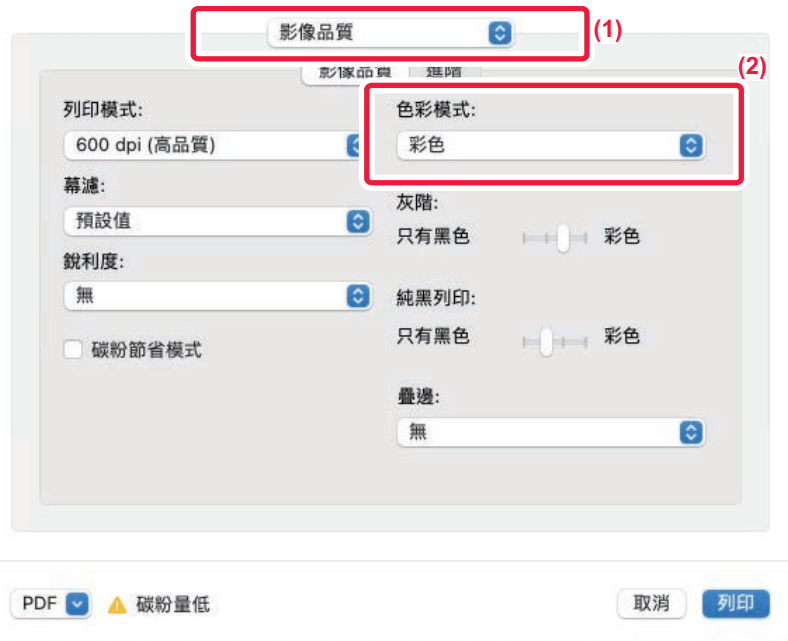 影像品質
(1)
影像品質 進階
(2)
列印模式:
600 dpi (高品質)
色彩模式:
彩色
幕濾:
預設值
灰階:
只有黑色 彩色
銳利度:
無
純黑列印:
只有黑色 彩色
碳粉節省模式
疊邊:
無
PDF
碳粉量低
取消
列印